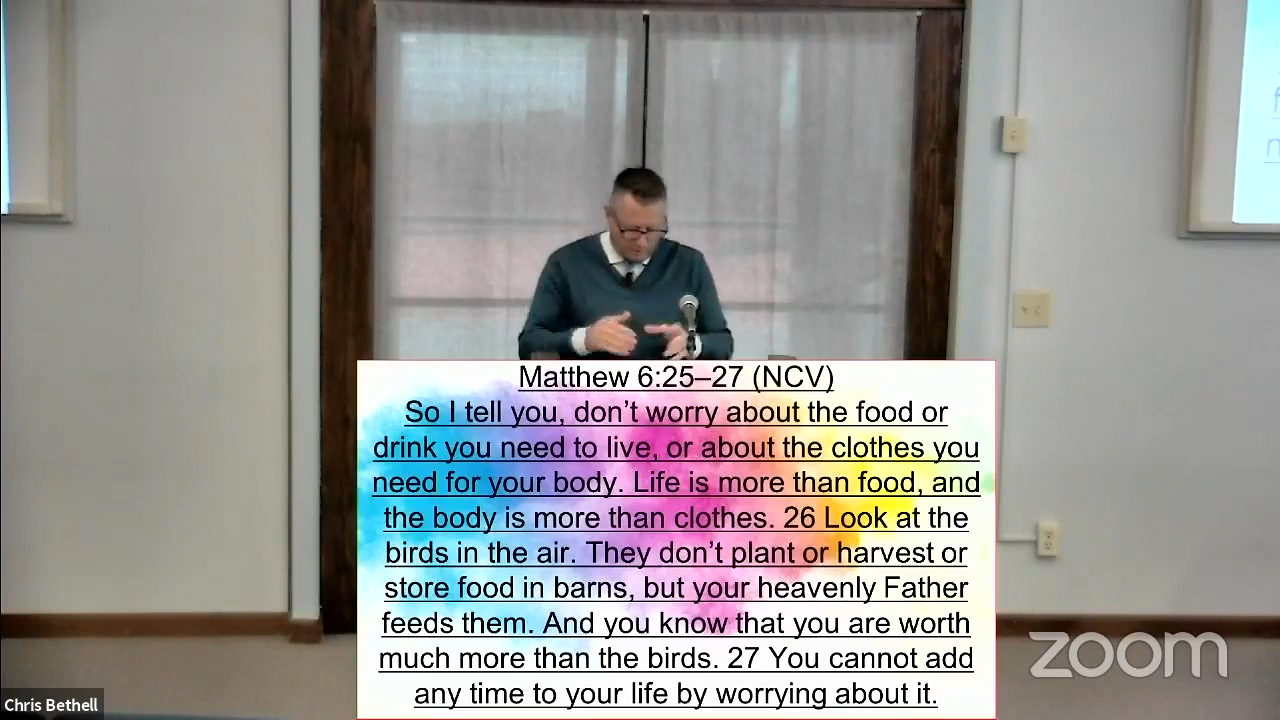 Matthew 6:25–27 (NCV)
So I tell you, don’t worry about the food or
drink you need to live, or about the clothes you
need for your body. Life is more than food, and
the body is more than clothes. 26 Look at the
birds in the air. They don’t plant or harvest or
store food in barns, but your heavenly Father
feeds them. And you know that you are worth
much more than the birds. 27 You cannot add
any time to your life by worrying about it.
zoom
Chris Bethell